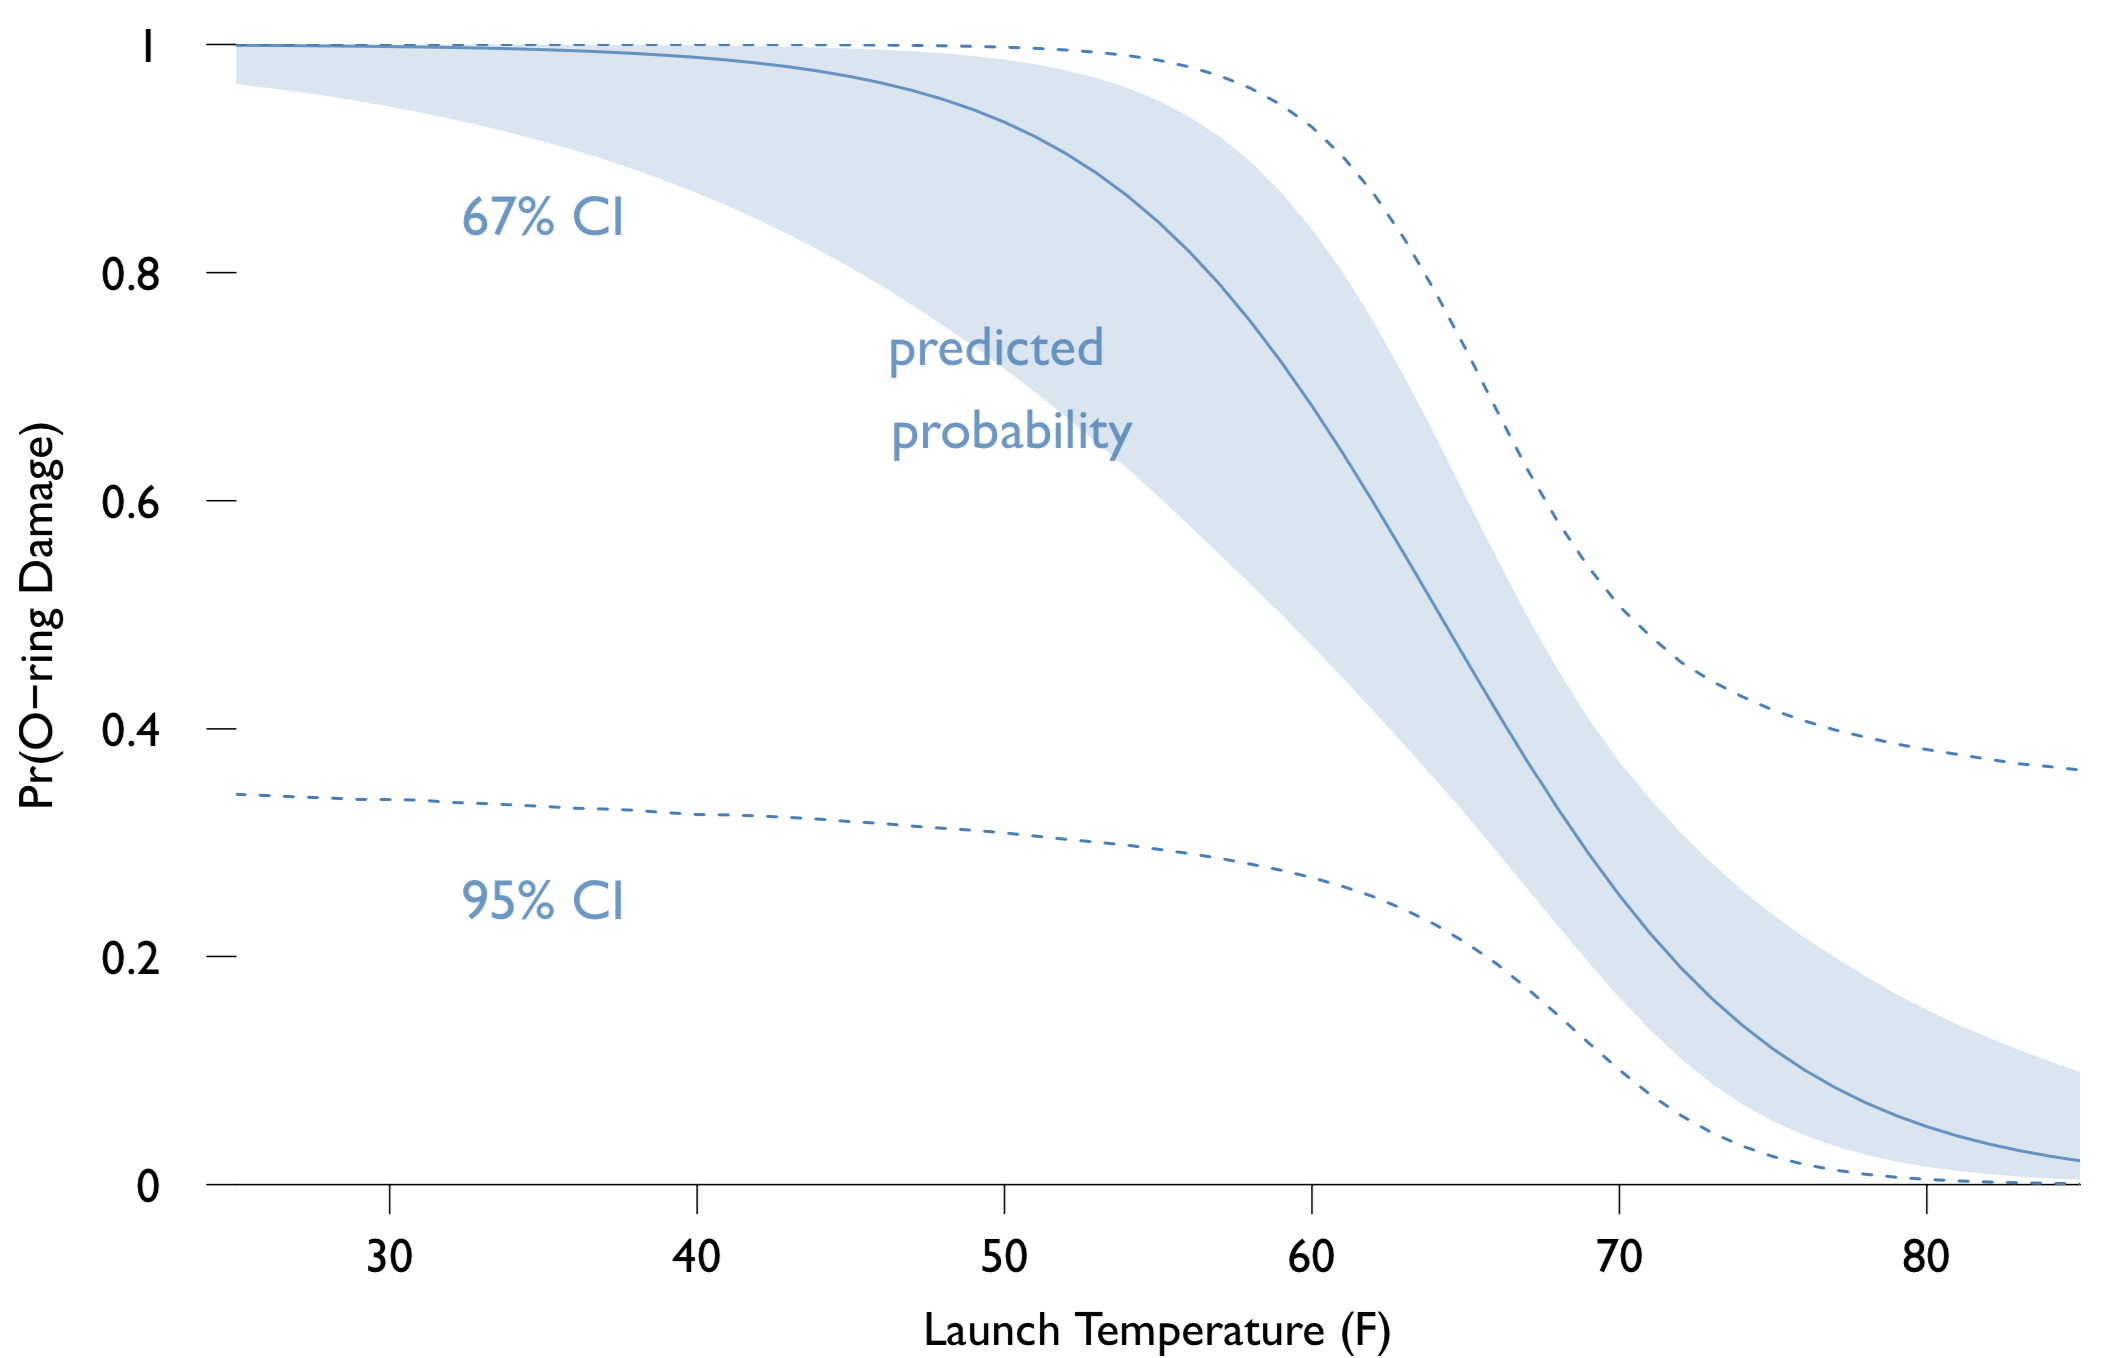 1
0.8
0.6
0.4
0.2
0
Pr(O−ring Damage)
67% CI
predicted
probability
95% CI
30 40 50 60 70 80
Launch Temperature (F)